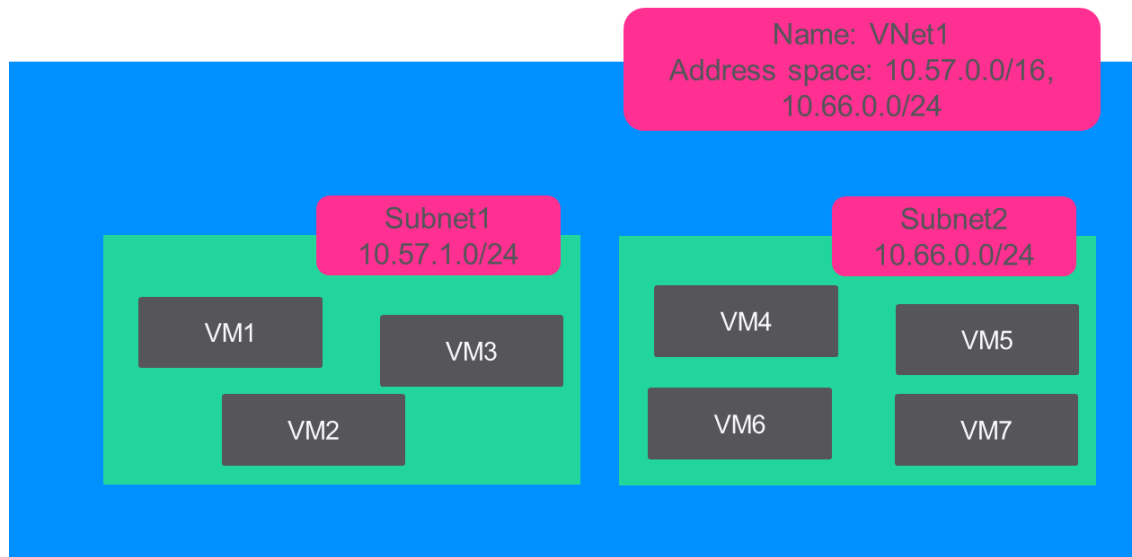 Name: VNet1
Address space: 10.57.0.0/16,
10.66.0.0/24
Subnet1
10.57.1.0/24
Subnet2
10.66.0.0/24
VM1
VM3
VM2
VM4
VM5
VM6
VM7